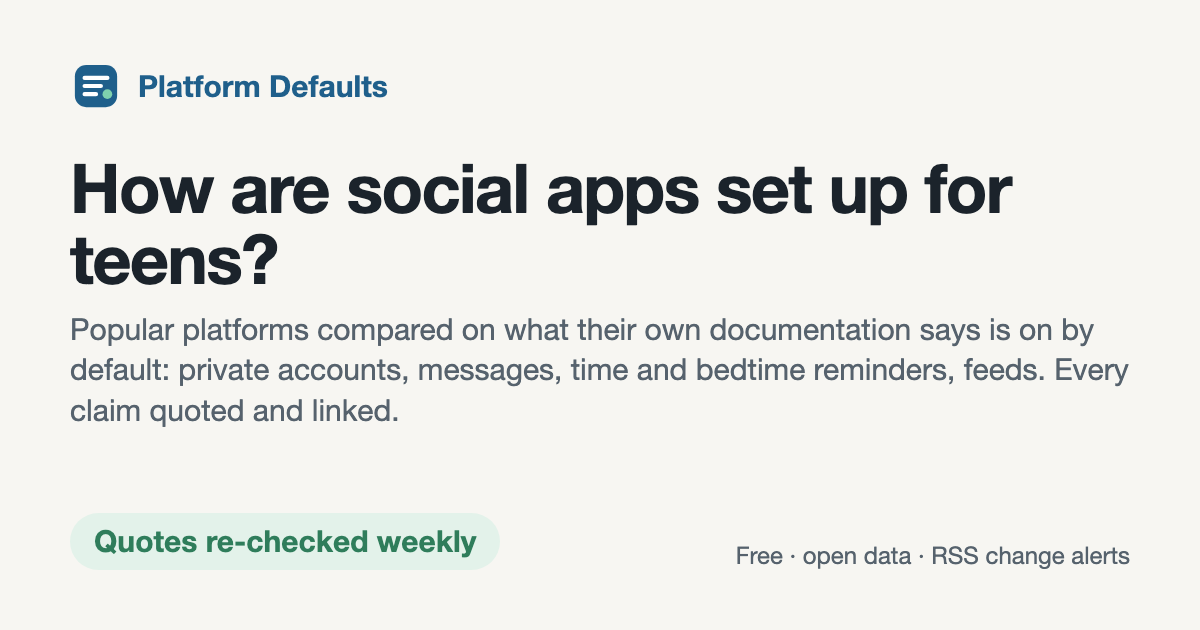 Platform Defaults
How are social apps set up for
teens?
Popular platforms compared on what their own documentation says is on by
default: private accounts, messages, time and bedtime reminders, feeds. Every
claim quoted and linked.
Quotes re-checked weekly
Free · open data · RSS change alerts